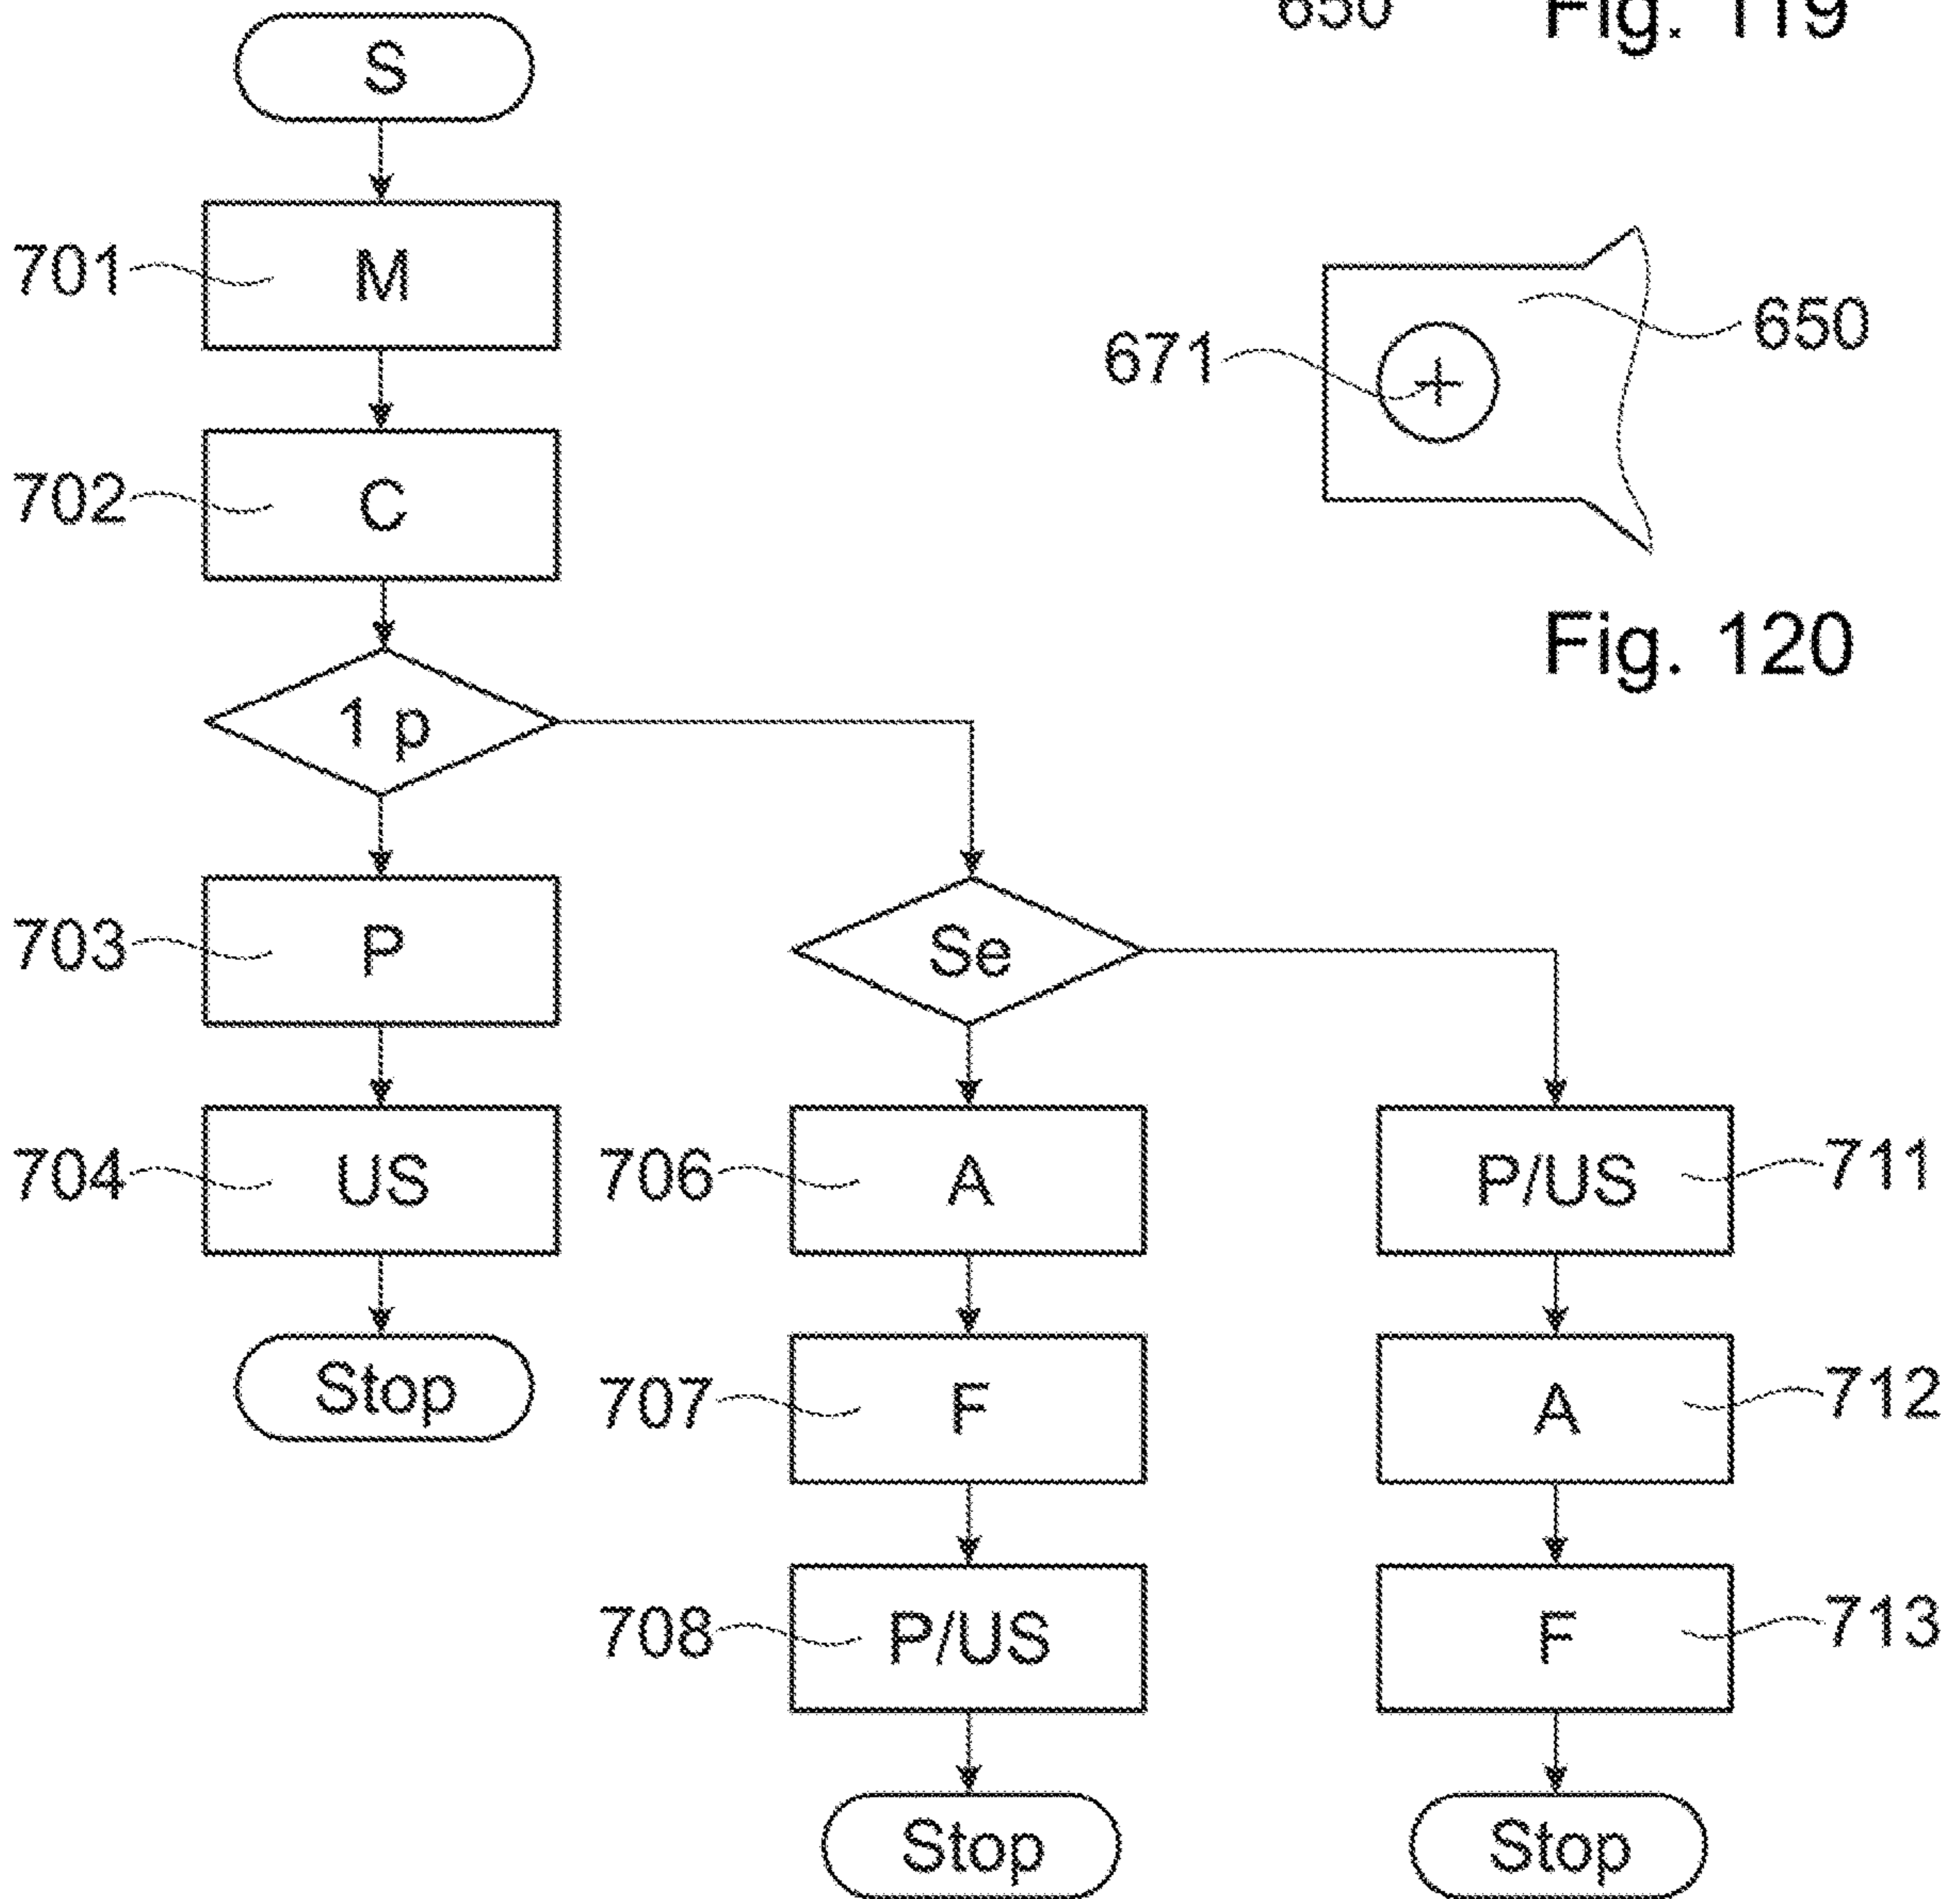 650 Fig. 119
S
701 M
671 650
702 C
Fig. 120
1 p
703 P
Se
704 US
706 A
P/US 711
Stop
707 F
A 712
708 P/US
F 713
Stop
Stop